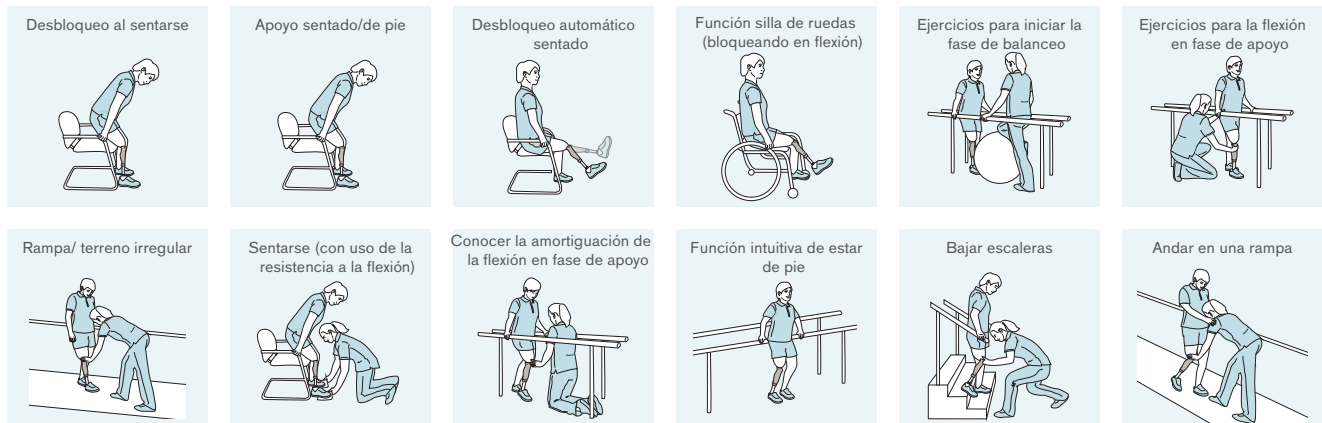 Desbloqueo al sentarse
Apoyo sentado/de pie
Desbloqueo automático
sentado
Función silla de ruedas
(bloqueando en flexión)
Ejercicios para iniciar la
fase de balanceo
Ejercicios para la flexión
en fase de apoyo
Rampa/ terreno irregular
Sentarse (con uso de la
resistencia a la flexión)
Conocer la amortiguación de
la flexión en fase de apoyo
Función intuitiva de estar
de pie
Bajar escaleras
Andar en una rampa